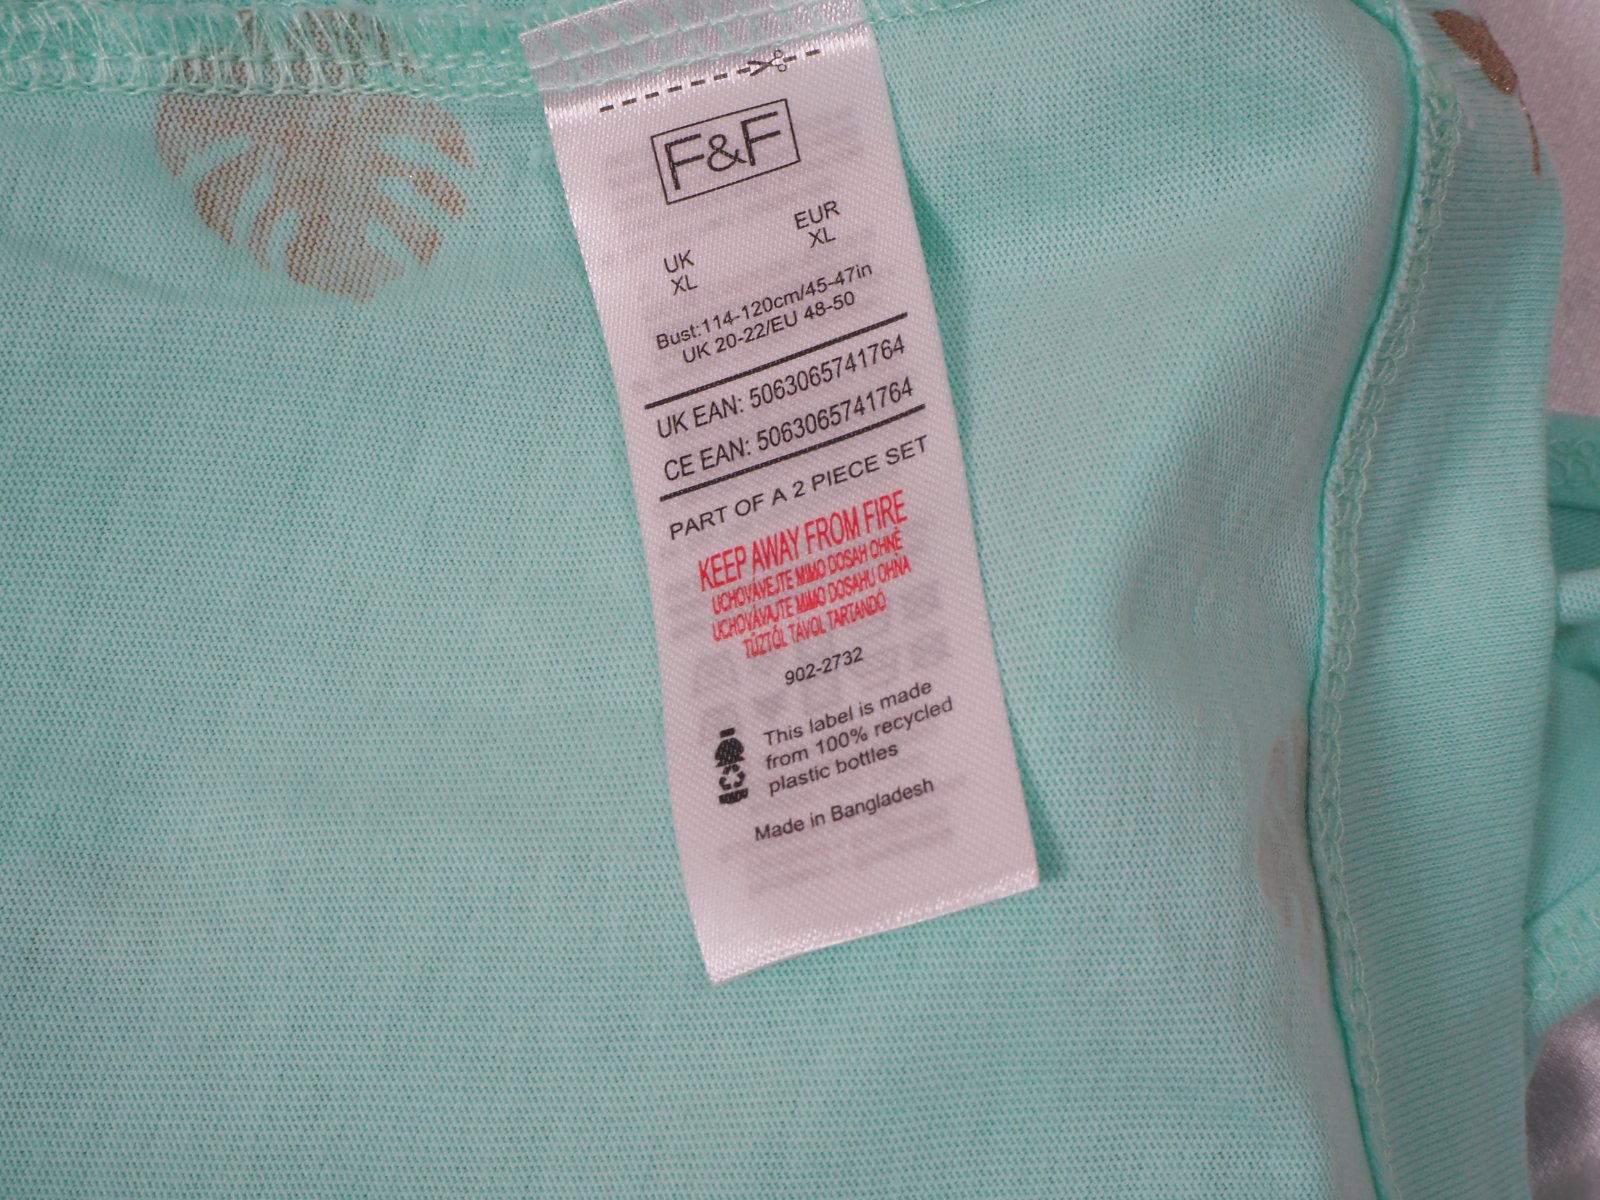 F&F
UK EUR
XL XL
Bust:114-120cm/45-47in
UK 20-22/EU 48-50
UK EAN: 5063065741764
CE EAN: 5063065741764
PART OF A 2 PIECE SET
KEEP AWAY FROM FIRE
UCHOVÁVEJTE MIMO DOSAH OHNĚ
UCHOVÁVAJTE MIMO DOSAHU OHŇA
TŰZTŐL TÁVOL TARTANDÓ
902-2732
This label is made
from 100% recycled
plastic bottles
Made in Bangladesh